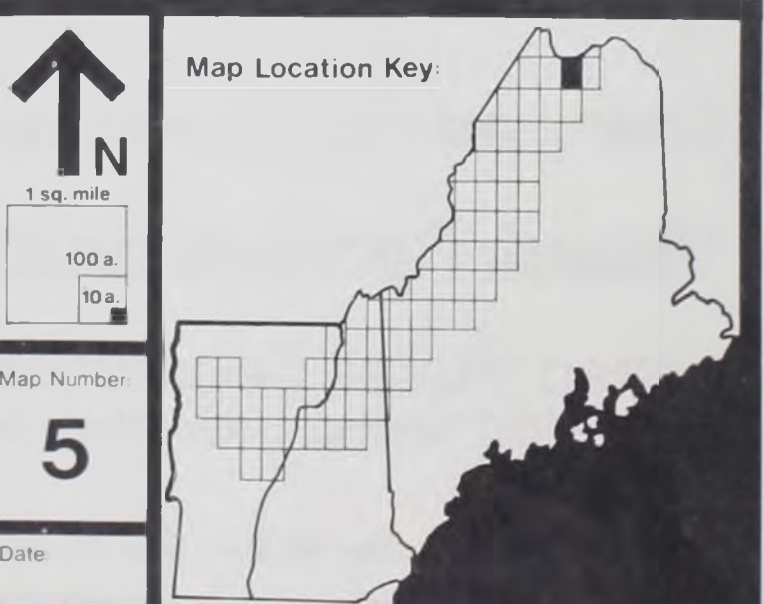 N
1 sq. mile
100 a.
10 a.
Map Number:
5
Date:
Map Location Key: